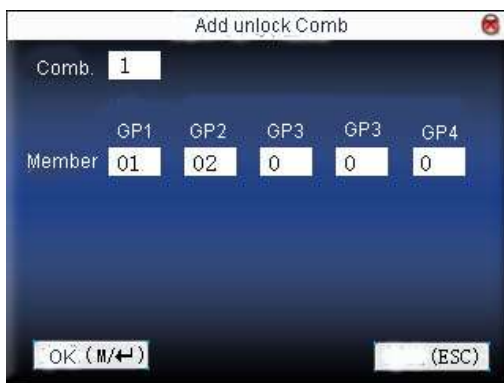 Add unlock Comb
Comb. 1
GP1 GP2 GP3 GP3 GP4
Member 01 02 0 0 0
OK (M/↵) (ESC)